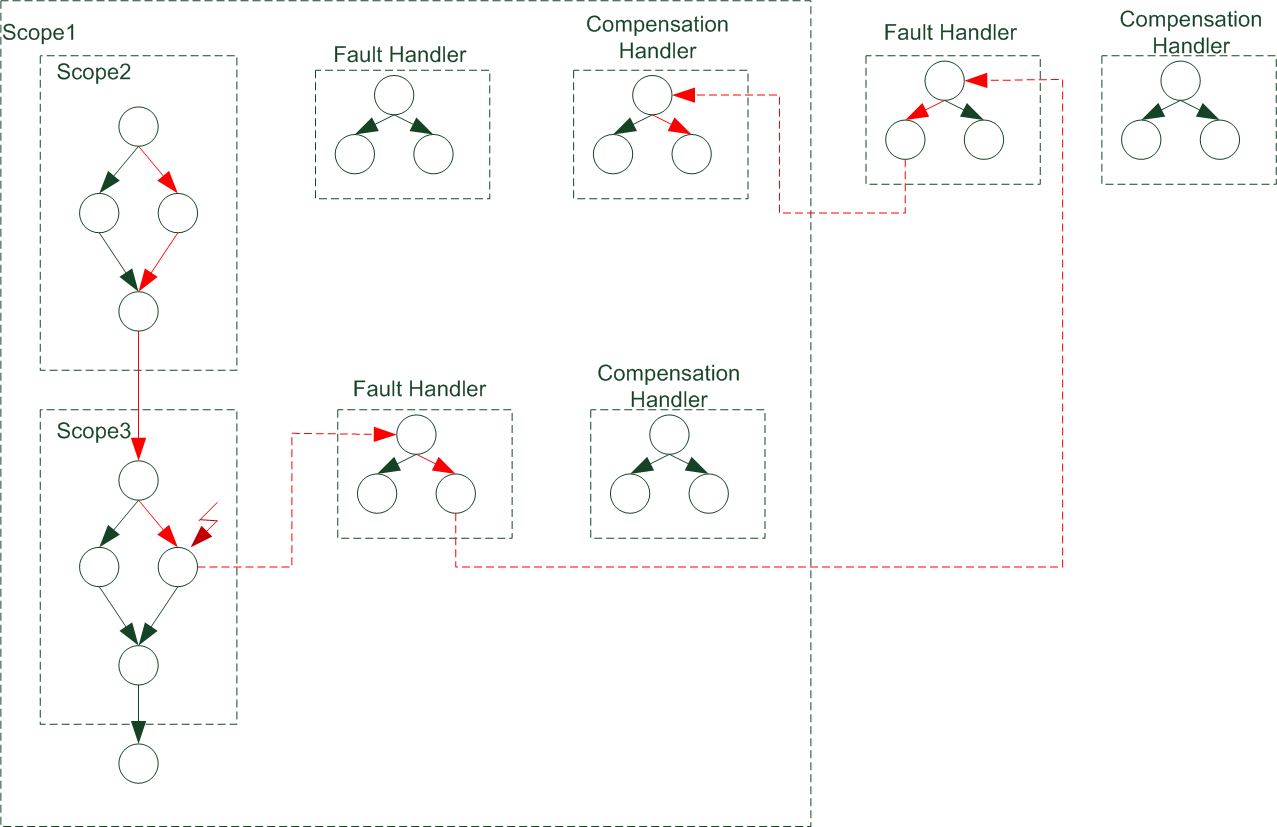 Scope1
Scope2
Fault Handler
Compensation
Handler
Fault Handler
Compensation
Handler
Scope3
Fault Handler
Compensation
Handler